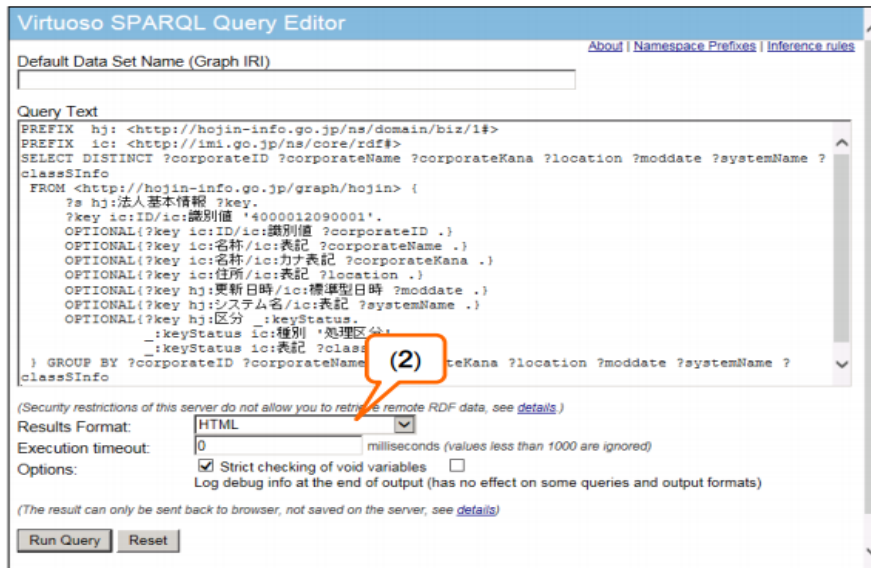 Virtuoso SPARQL Query Editor
About | Namespace Prefixes | Inference rules
Default Data Set Name (Graph IRI)
Query Text
PREFIX  hj: <http://hojin-info.go.jp/ns/domain/biz/1#>
PREFIX  ic: <http://imi.go.jp/ns/core/rdf#>
SELECT DISTINCT ?corporateID ?corporateName ?corporateKana ?location ?moddate ?systemName ?
classSInfo
FROM <http://hojin-info.go.jp/graph/hojin> {
?s hj:法人基本情報 ?key.
?key ic:ID/ic:識別値 '4000012090001'.
OPTIONAL{?key ic:ID/ic:識別値 ?corporateID .}
OPTIONAL{?key ic:名称/ic:表記 ?corporateName .}
OPTIONAL{?key ic:名称/ic:カナ表記 ?corporateKana .}
OPTIONAL{?key ic:住所/ic:表記 ?location .}
OPTIONAL{?key hj:更新日時/ic:標準型日時 ?moddate .}
OPTIONAL{?key hj:システム名/ic:表記 ?systemName .}
OPTIONAL{?key hj:区分 _:keyStatus.
_:keyStatus ic:種別 '処理区分'
_:keyStatus ic:表記 ?clas
(2)
} GROUP BY ?corporateID ?corporateName teKana ?location ?moddate ?systemName ?
classSInfo
(Security restrictions of this server do not allow you to retrieve remote RDF data, see details.)
Results Format: HTML
Execution timeout: 0 milliseconds (values less than 1000 are ignored)
Options: Strict checking of void variables
Log debug info at the end of output (has no effect on some queries and output formats)
(The result can only be sent back to browser, not saved on the server, see details)
Run Query Reset